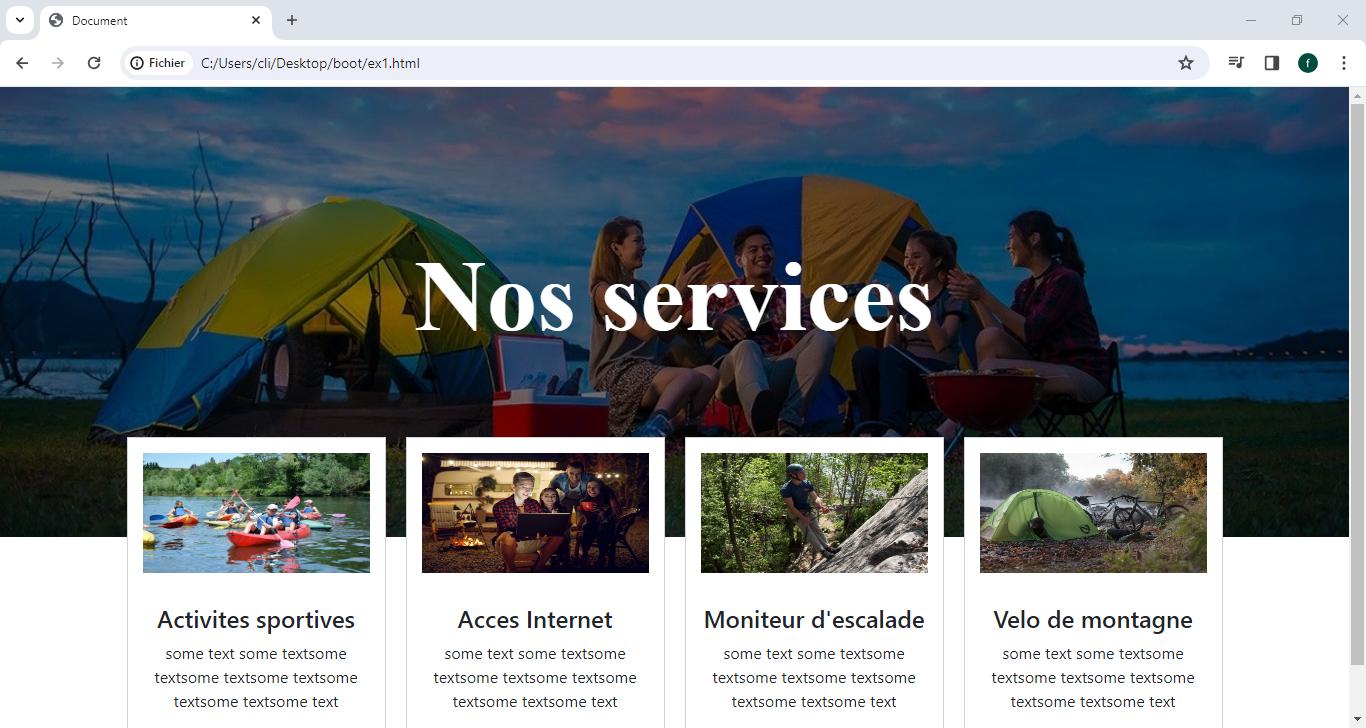 Document
Fichier
C:/Users/cli/Desktop/boot/ex1.html
f
Nos services
Activites sportives
some text some textsome
textsome textsome textsome
textsome textsome text
Acces Internet
some text some textsome
textsome textsome textsome
textsome textsome text
Moniteur d'escalade
some text some textsome
textsome textsome textsome
textsome textsome text
Velo de montagne
some text some textsome
textsome textsome textsome
textsome textsome text